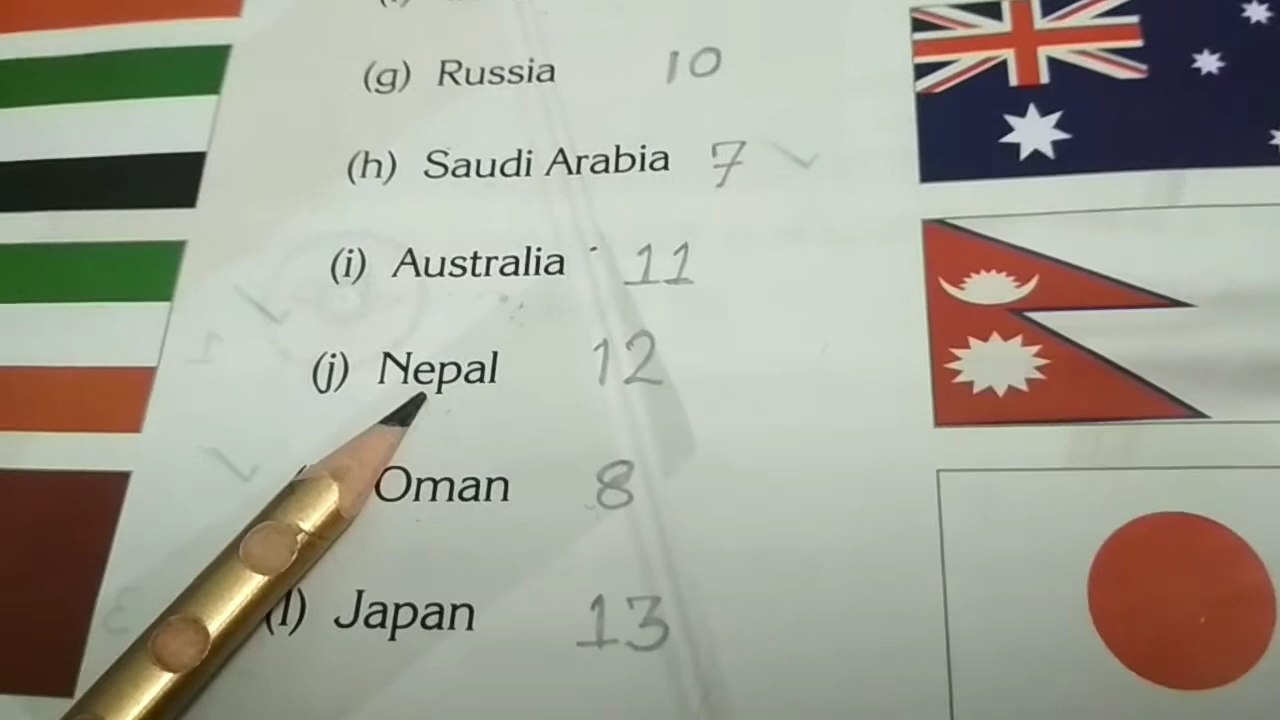 (g) Russia 10
(h) Saudi Arabia 7
(i) Australia 11
(j) Nepal 12
Oman 8
(l) Japan 13